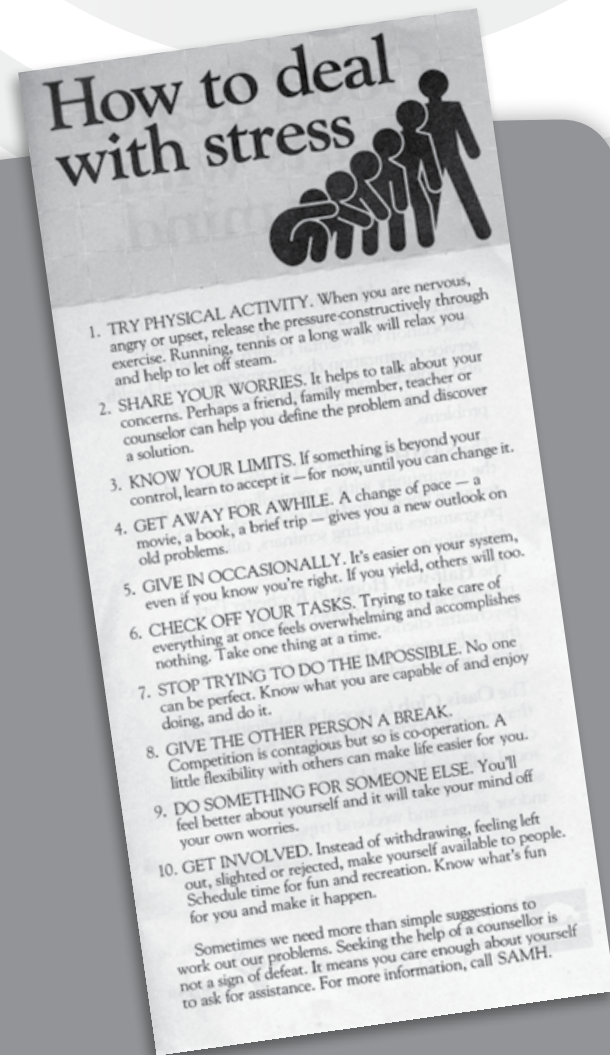 How to deal
with stress
1. TRY PHYSICAL ACTIVITY. When you are nervous,
angry or upset, release the pressure-constructively through
exercise. Running, tennis or a long walk will relax you
and help to let off steam.
2. SHARE YOUR WORRIES. It helps to talk about your
concerns. Perhaps a friend, family member, teacher or
counselor can help you define the problem and discover
a solution.
3. KNOW YOUR LIMITS. If something is beyond your
control, learn to accept it — for now, until you can change it.
4. GET AWAY FOR AWHILE. A change of pace — a
movie, a book, a brief trip — gives you a new outlook on
old problems.
5. GIVE IN OCCASIONALLY. It's easier on your system,
even if you know you're right. If you yield, others will too.
6. CHECK OFF YOUR TASKS. Trying to take care of
everything at once feels overwhelming and accomplishes
nothing. Take one thing at a time.
7. STOP TRYING TO DO THE IMPOSSIBLE. No one
can be perfect. Know what you are capable of and enjoy
doing, and do it.
8. GIVE THE OTHER PERSON A BREAK.
Competition is contagious but so is co-operation. A
little flexibility with others can make life easier for you.
9. DO SOMETHING FOR SOMEONE ELSE. You'll
feel better about yourself and it will take your mind off
your own worries.
10. GET INVOLVED. Instead of withdrawing, feeling left
out, slighted or rejected, make yourself available to people.
Schedule time for fun and recreation. Know what's fun
for you and make it happen.
Sometimes we need more than simple suggestions to
work out our problems. Seeking the help of a counsellor is
not a sign of defeat. It means you care enough about yourself
to ask for assistance. For more information, call SAMH.